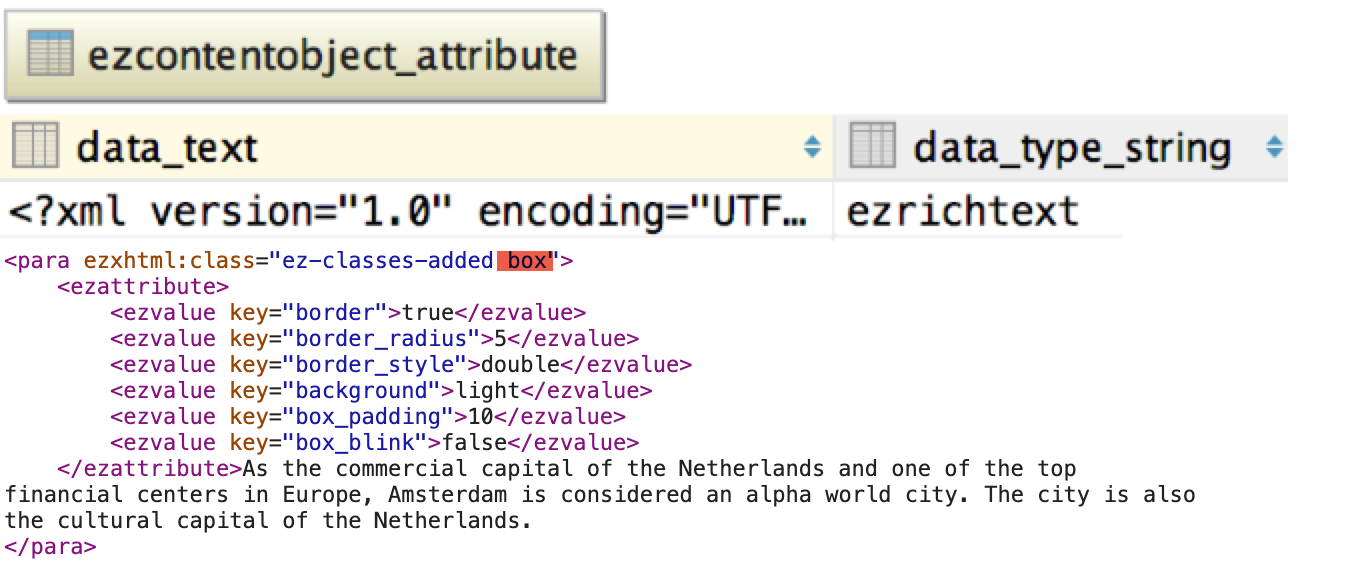 ezcontentobject_attribute
data_text data_type_string
<?xml version="1.0" encoding="UTF… ezrichtext
<para ezxhtml:class="ez-classes-added box">
    <ezattribute>
        <ezvalue key="border">true</ezvalue>
        <ezvalue key="border_radius">5</ezvalue>
        <ezvalue key="border_style">double</ezvalue>
        <ezvalue key="background">light</ezvalue>
        <ezvalue key="box_padding">10</ezvalue>
        <ezvalue key="box_blink">false</ezvalue>
    </ezattribute>As the commercial capital of the Netherlands and one of the top
financial centers in Europe, Amsterdam is considered an alpha world city. The city is also
the cultural capital of the Netherlands.
</para>